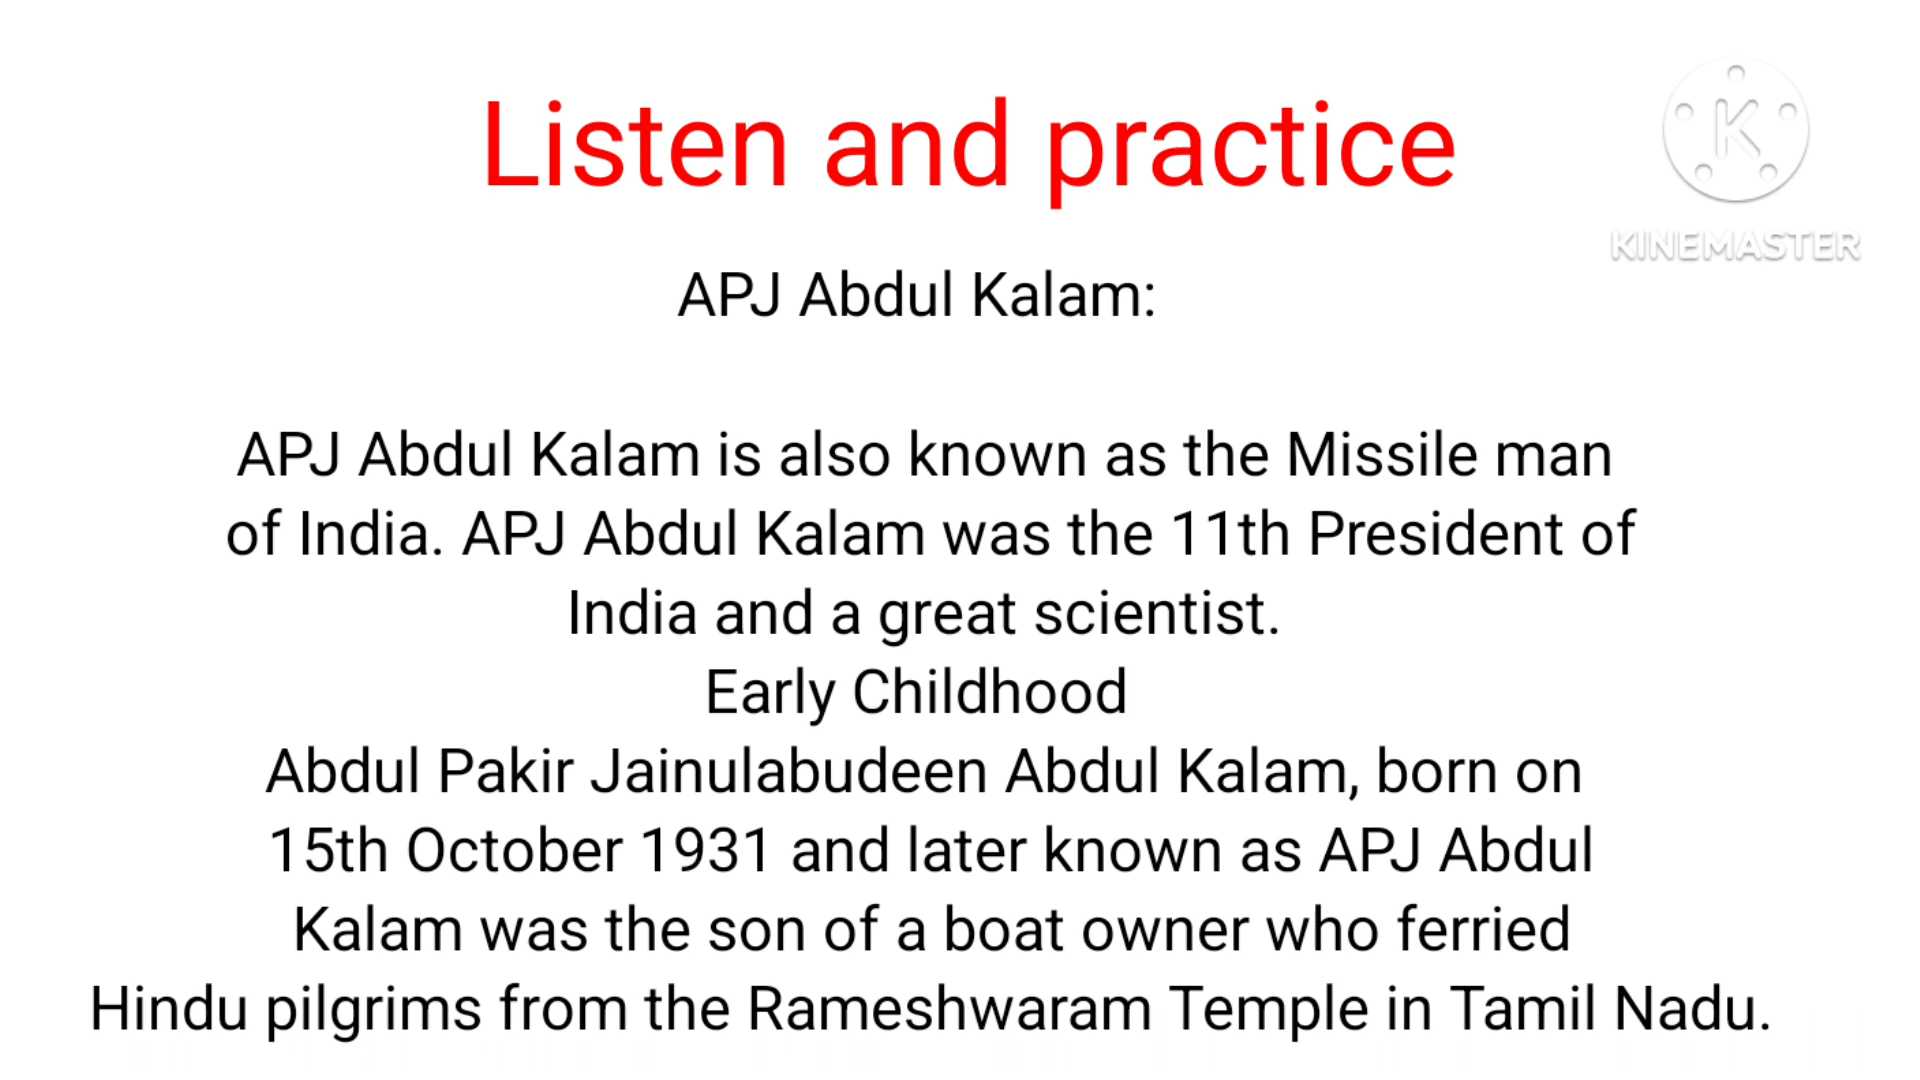 Listen and practice
K
KINEMASTER
APJ Abdul Kalam:
APJ Abdul Kalam is also known as the Missile man
of India. APJ Abdul Kalam was the 11th President of
India and a great scientist.
Early Childhood
Abdul Pakir Jainulabudeen Abdul Kalam, born on
15th October 1931 and later known as APJ Abdul
Kalam was the son of a boat owner who ferried
Hindu pilgrims from the Rameshwaram Temple in Tamil Nadu.